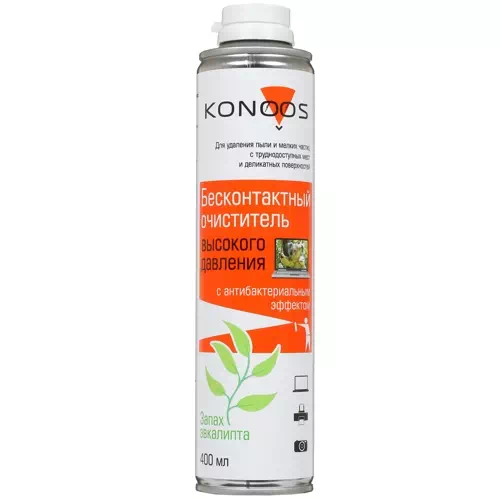 KONOOS
Для удаления пыли и мелких частиц
с труднодоступных мест
и деликатных поверхностей
Бесконтактный
очиститель
высокого
давления
с антибактериальным
эффектом
Запах
эвкалипта
400 мл